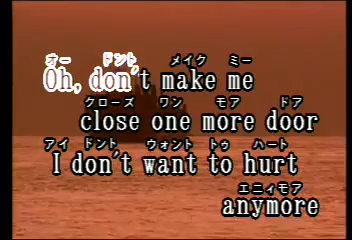 オー ドント メイク ミー
Oh, don't make me
クローズ ワン モア ドア
close one more door
アイ ドント ウォント トゥ ハート
I don't want to hurt
エニィモア
anymore